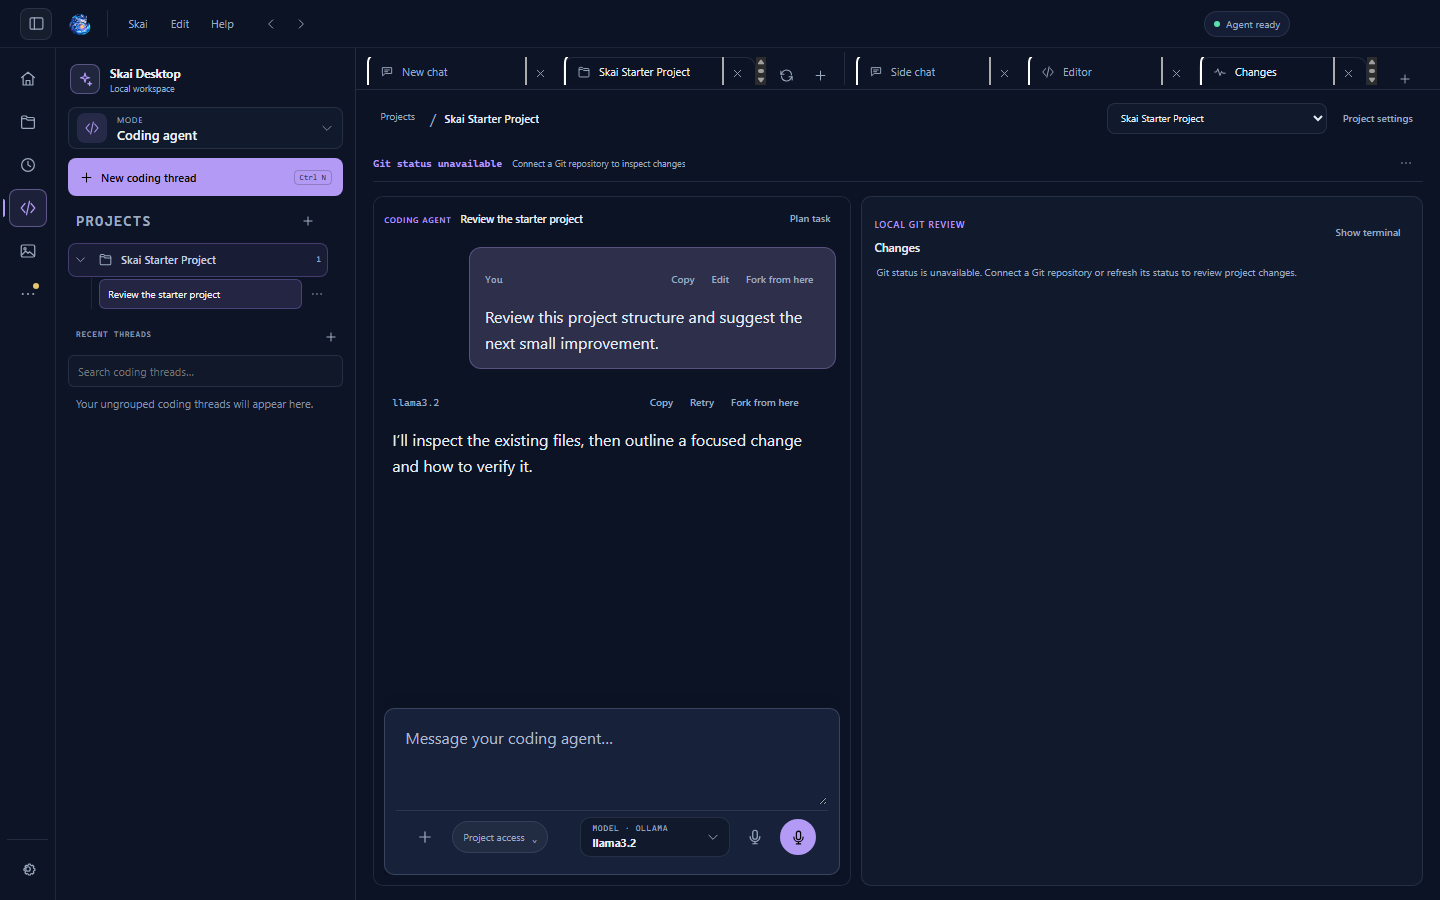 Skai Edit Help
Agent ready
Skai Desktop
Local workspace
MODE
Coding agent
New coding thread Ctrl N
PROJECTS
Skai Starter Project 1
Review the starter project
RECENT THREADS
Search coding threads...
Your ungrouped coding threads will appear here.
New chat
Skai Starter Project
Side chat
Editor
Changes
Projects / Skai Starter Project
Skai Starter Project
Project settings
Git status unavailable Connect a Git repository to inspect changes
CODING AGENT Review the starter project
Plan task
You
Copy Edit Fork from here
Review this project structure and suggest the
next small improvement.
llama3.2
Copy Retry Fork from here
I’ll inspect the existing files, then outline a focused change
and how to verify it.
Message your coding agent...
Project access
MODEL · OLLAMA
llama3.2
LOCAL GIT REVIEW
Changes
Show terminal
Git status is unavailable. Connect a Git repository or refresh its status to review project changes.